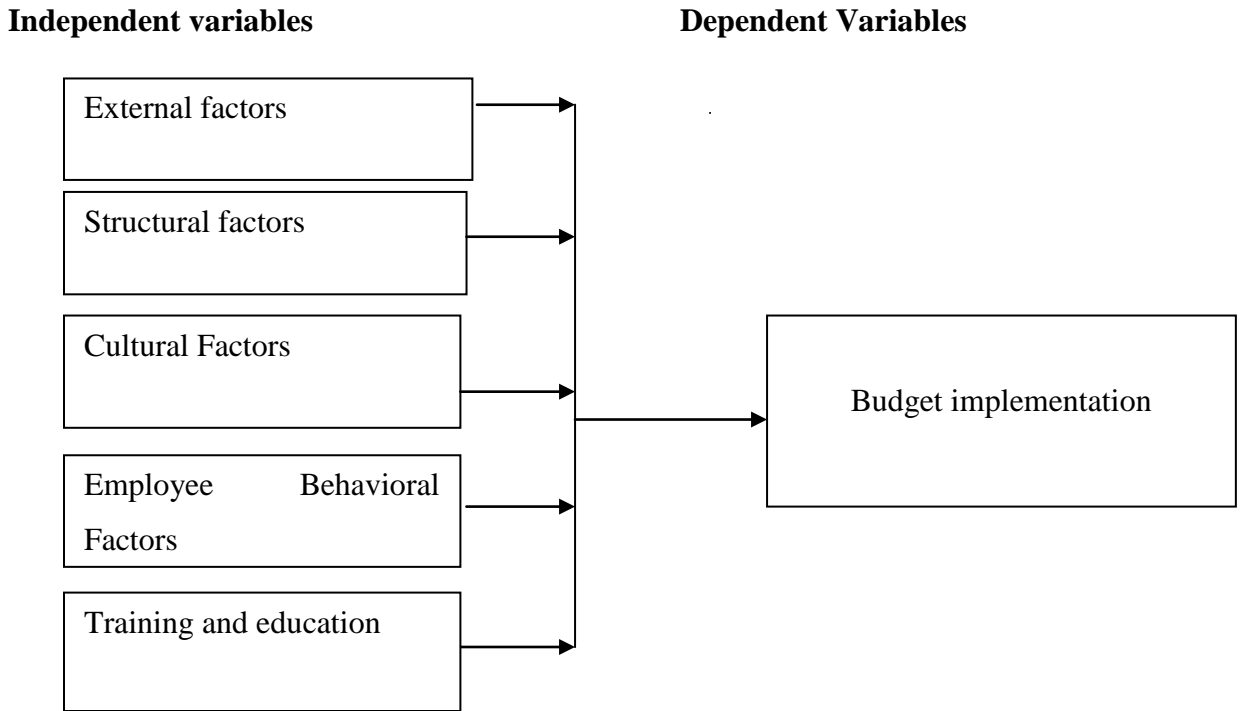 Independent variables
Dependent Variables
External factors
Structural factors
Cultural Factors
Employee Behavioral
Factors
Training and education
Budget implementation